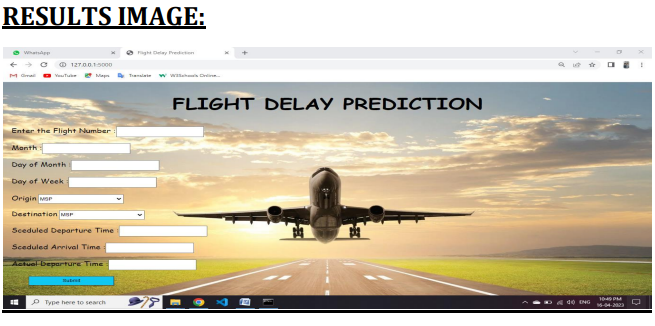 RESULTS IMAGE:
WhatsApp
Flight Delay Prediction
127.0.0.1:5000
Gmail YouTube Maps Translate W3Schools Online...
FLIGHT DELAY PREDICTION
Enter the Flight Number :
Month :
Day of Month :
Day of Week :
Origin MSP
Destination MSP
Sceduled Departure Time :
Sceduled Arrival Time :
Actual Departure Time :
Submit
Type here to search
ENG
10:49 PM
16-04-2023